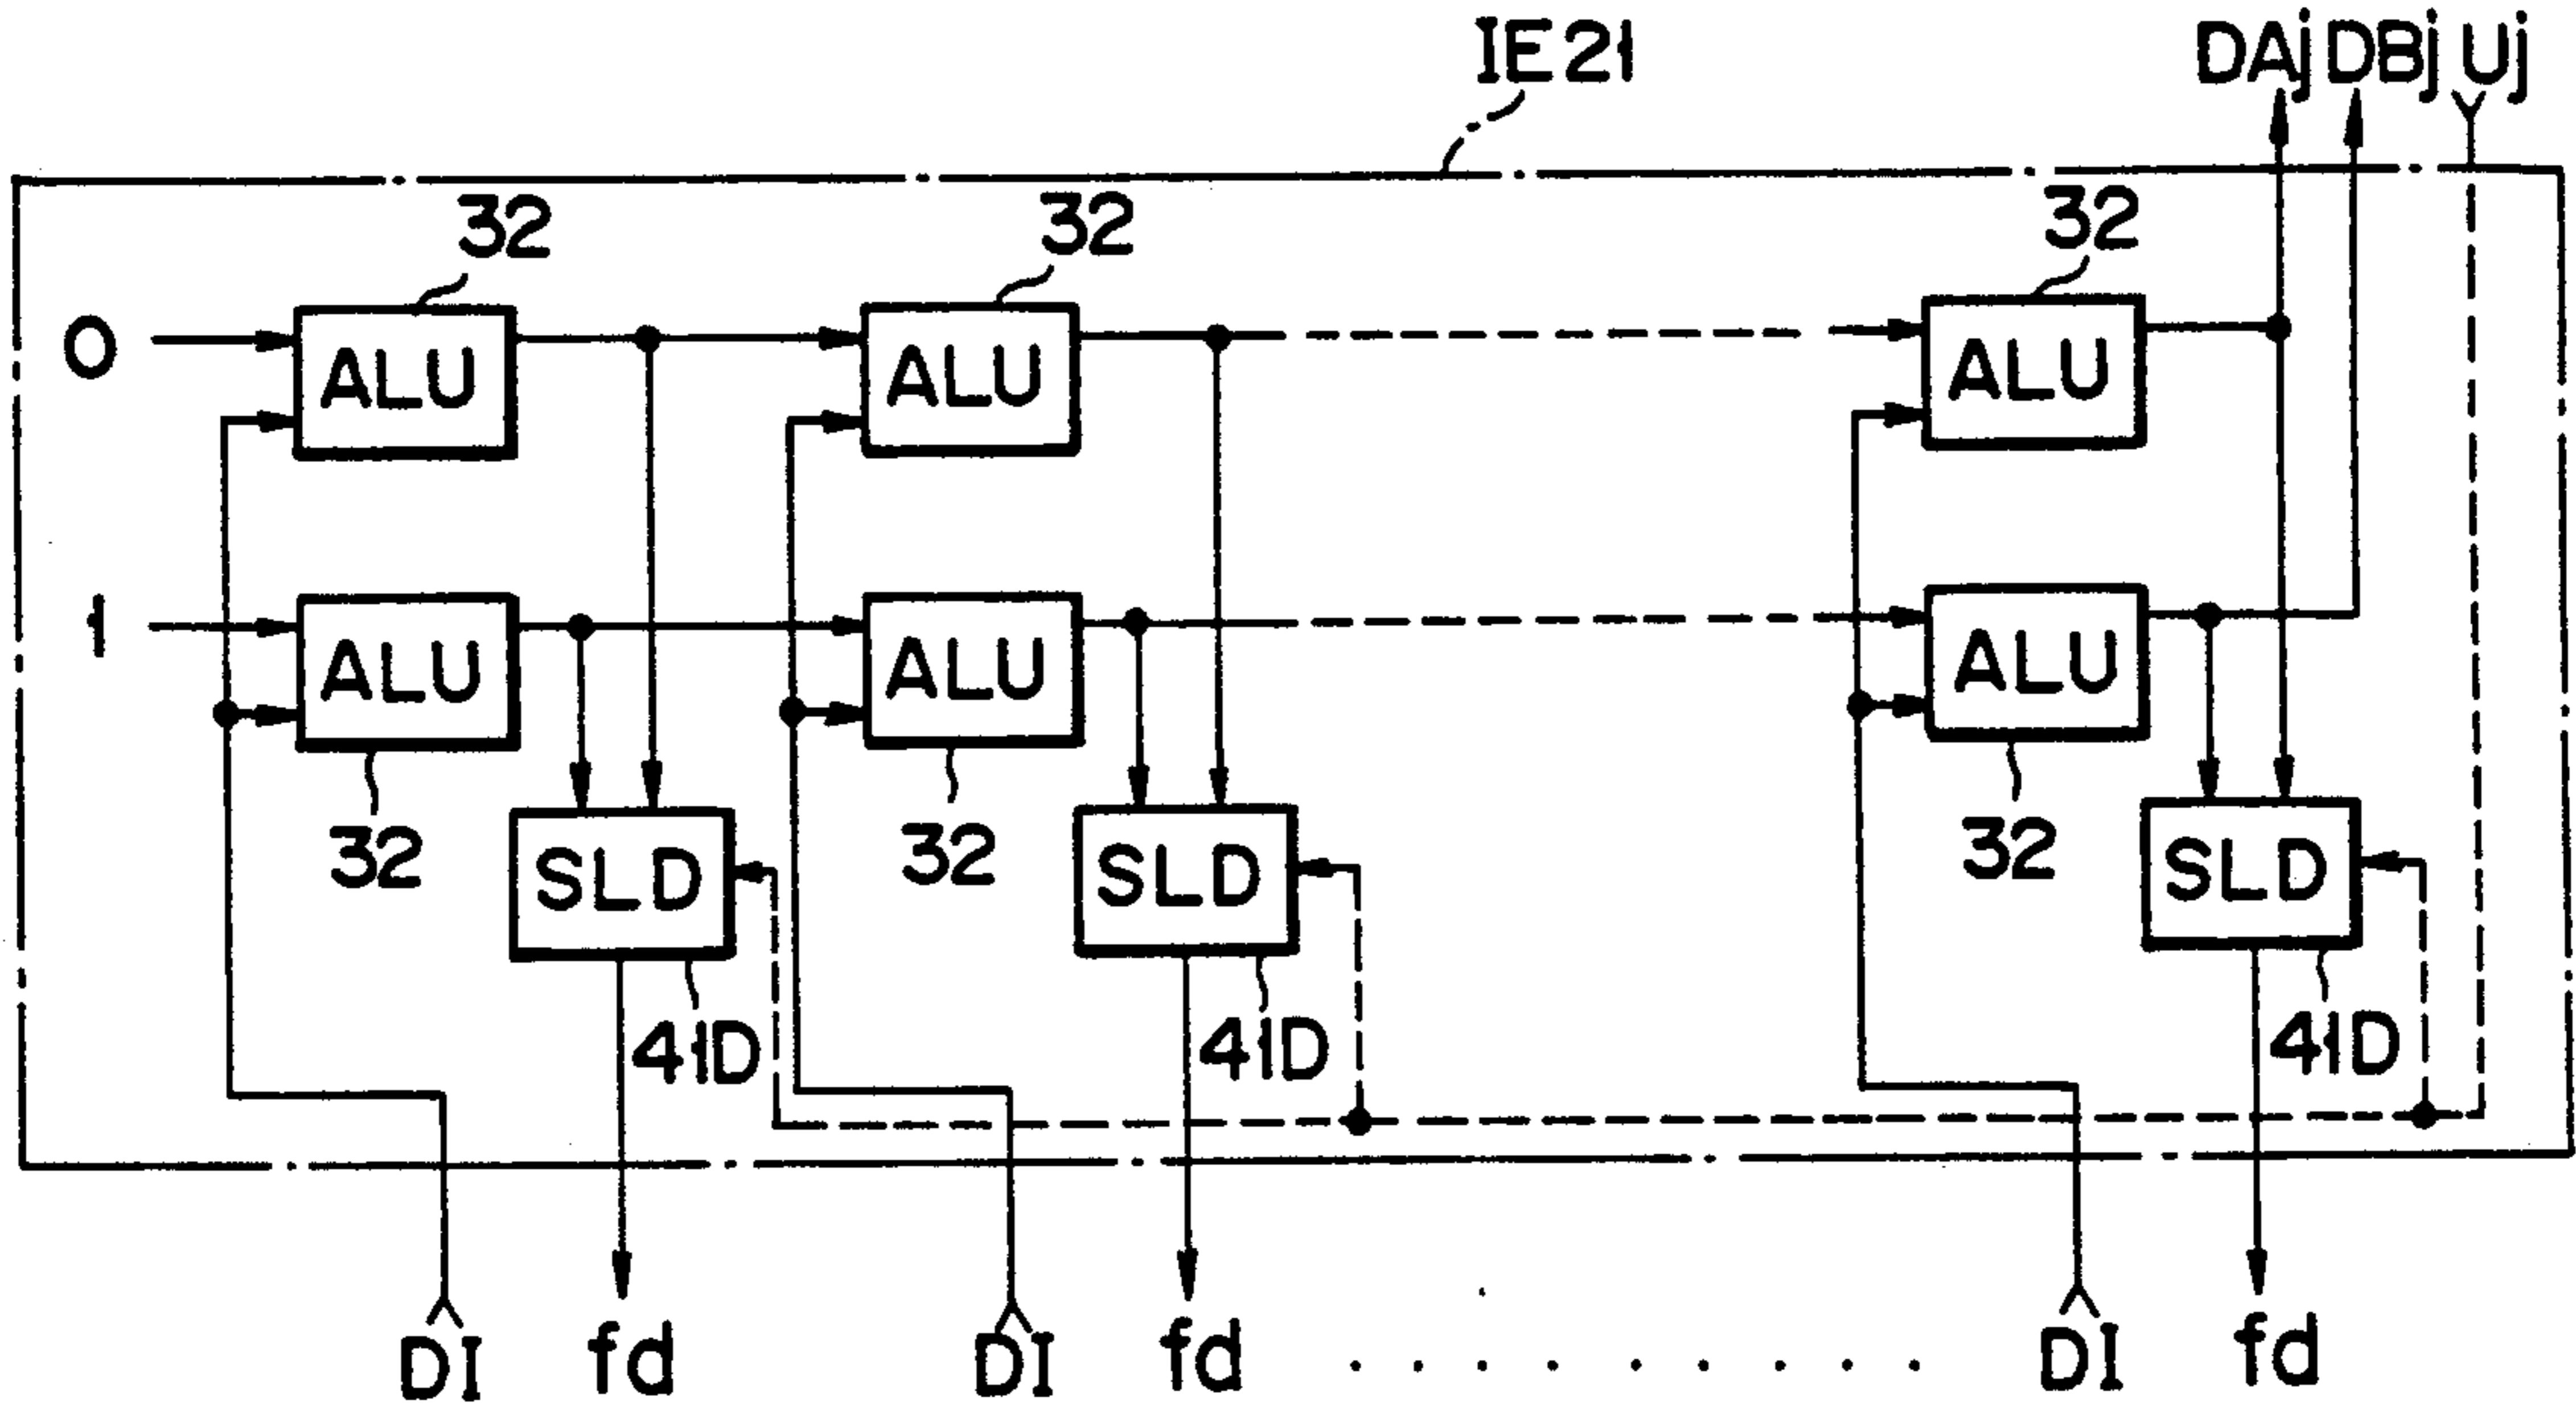 IE21
DAj DBj Uj
32 32 32
0 ALU ALU ALU
1 ALU ALU ALU
32 32 32
SLD SLD SLD
41D 41D 41D
DI fd DI fd . . . . . . . . . DI fd